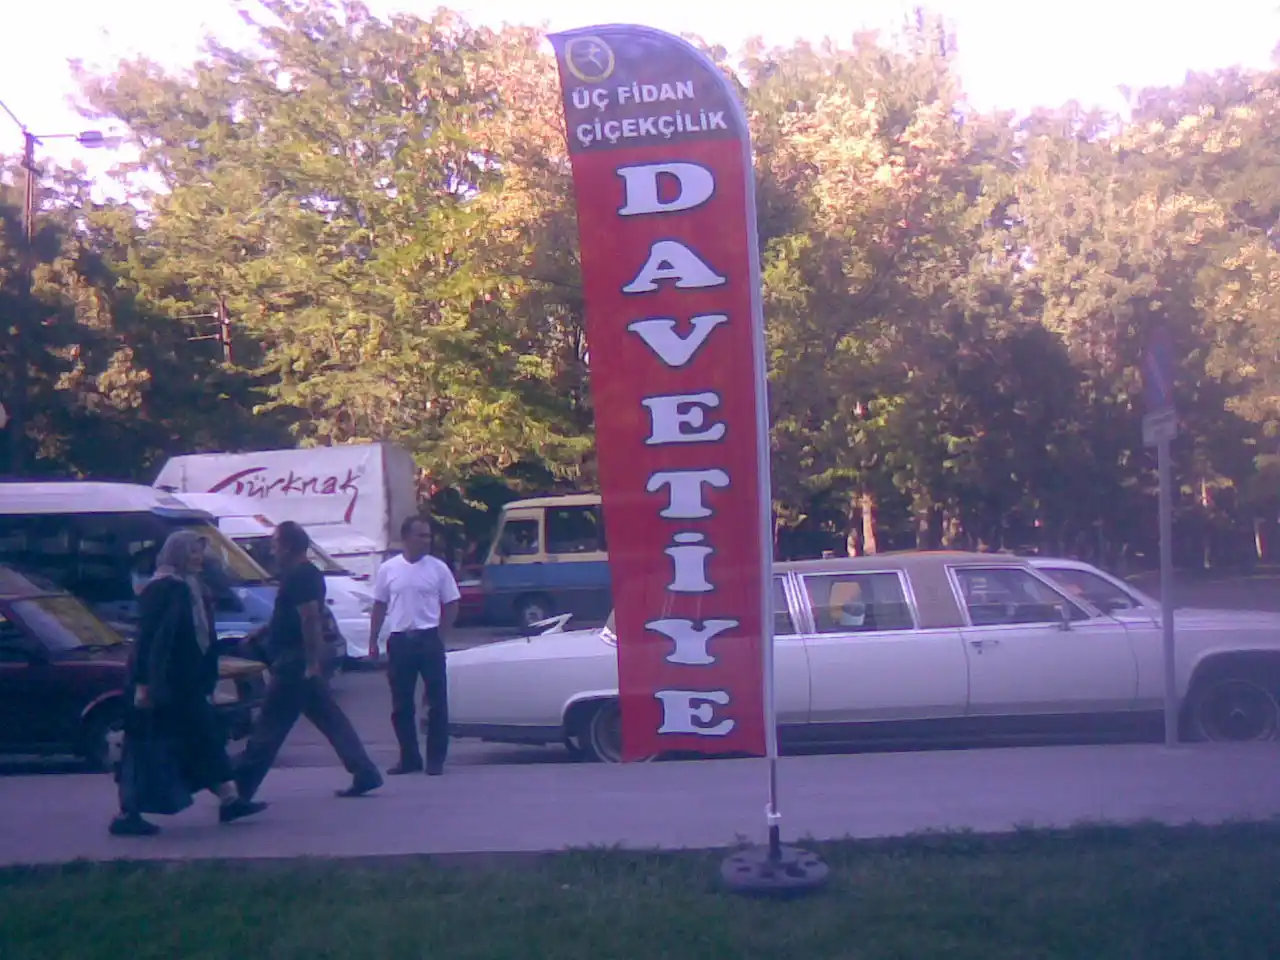 ÜÇ FİDAN
ÇİÇEKÇİLİK
DAVETİYE
Türknak